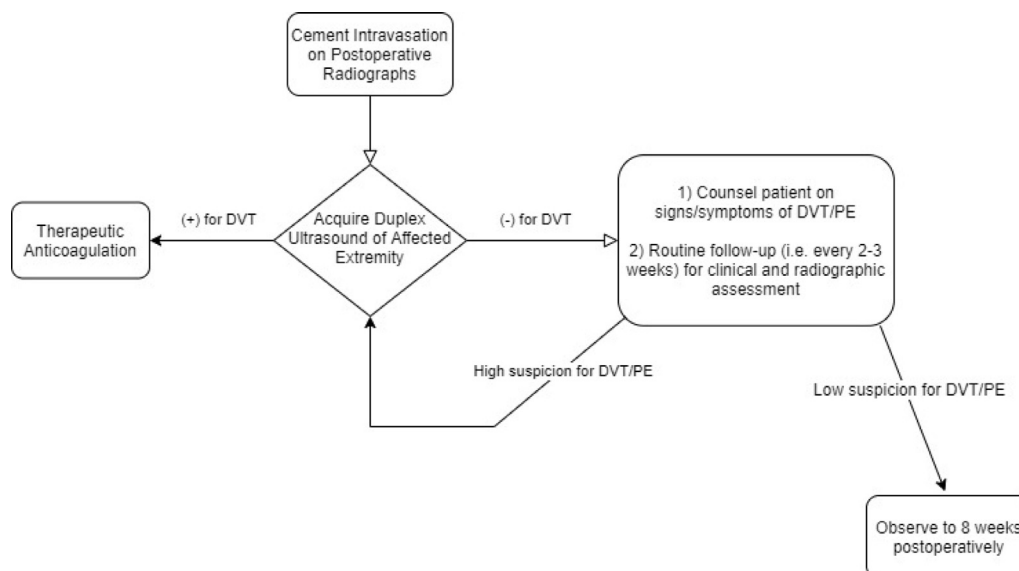 Cement Intravasation
on Postoperative
Radiographs
(+) for DVT
Acquire Duplex
Ultrasound of Affected
Extremity
(-) for DVT
Therapeutic
Anticoagulation
1) Counsel patient on
signs/symptoms of DVT/PE
2) Routine follow-up (i.e. every 2-3
weeks) for clinical and radiographic
assessment
High suspicion for DVT/PE
Low suspicion for DVT/PE
Observe to 8 weeks
postoperatively